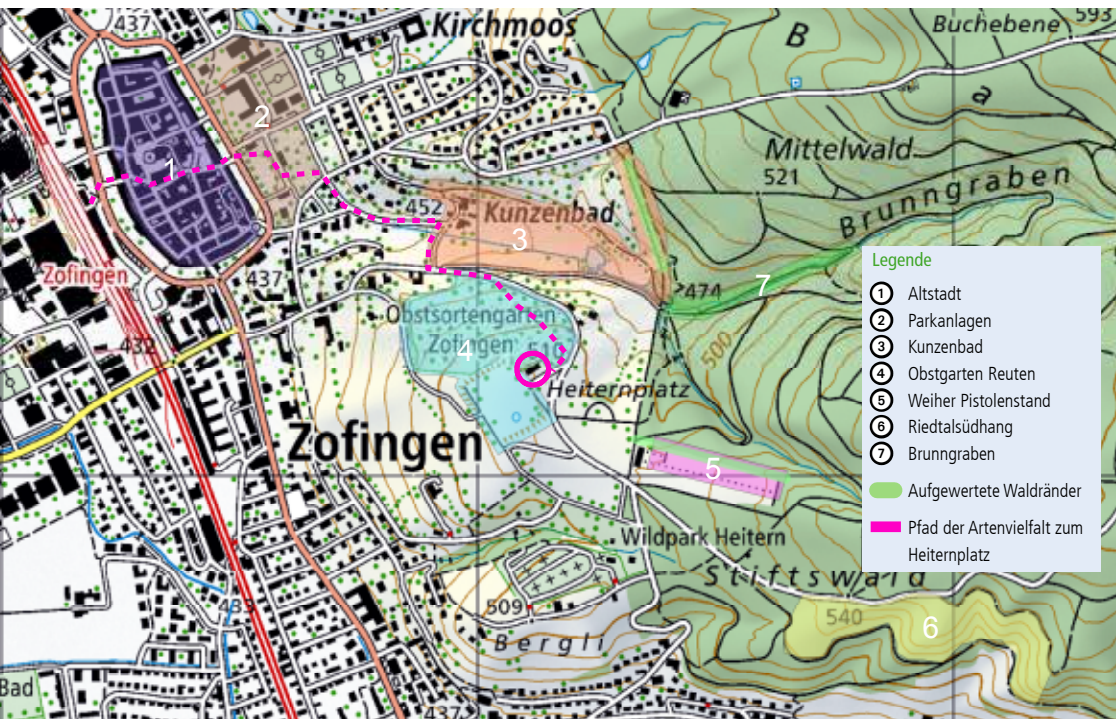 437
Kirchmoos
593
Buchebene
B
a
2
1
Mittelwald
521
Brunngraben
452
Kunzenbad
3
Zofingen
437
474
7
Obstsortengarten
Zofingen
4
510
500
432
Heiternplatz
Zofingen
5
Wildpark Heitern
Stiftswald
433
509
540
6
Bergli
Bad
437
Legende
1 Altstadt
2 Parkanlagen
3 Kunzenbad
4 Obstgarten Reuten
5 Weiher Pistolenstand
6 Riedtalsüdhang
7 Brunngraben
Aufgewertete Waldränder
Pfad der Artenvielfalt zum
Heiternplatz